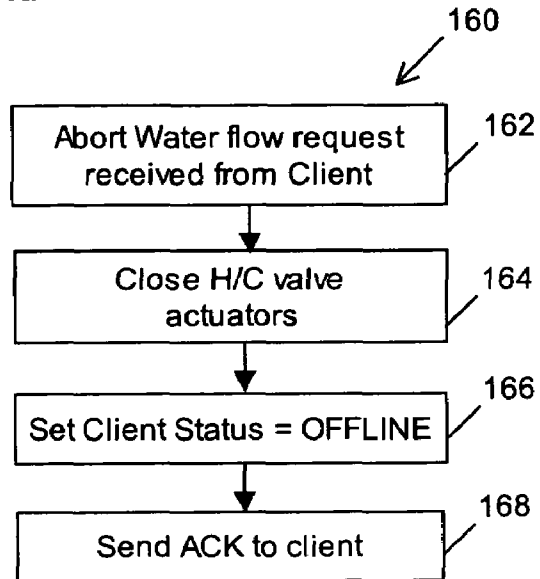 160
Abort Water flow request
received from Client
162
Close H/C valve
actuators
164
Set Client Status = OFFLINE
166
Send ACK to client
168